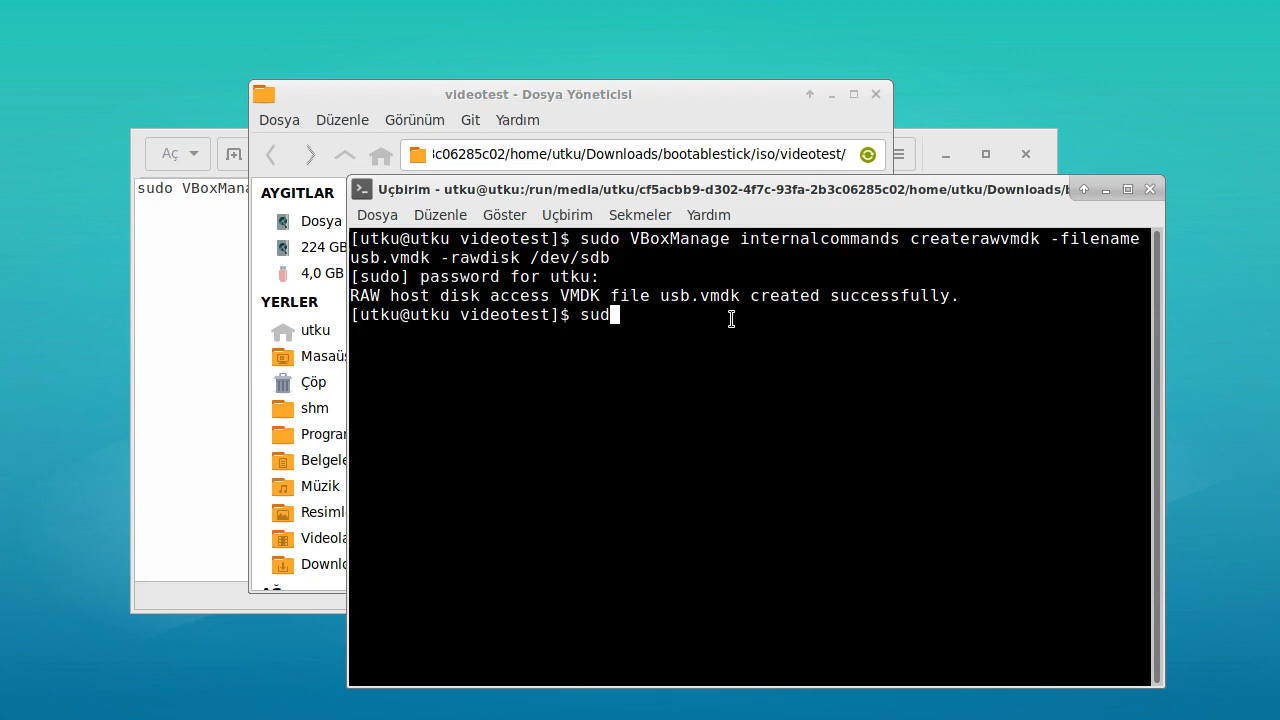 videotest - Dosya Yöneticisi
Dosya Düzenle Görünüm Git Yardım
Aç
3c06285c02/home/utku/Downloads/bootablestick/iso/videotest/
sudo VBoxMana
AYGITLAR
Dosya
224 GB
4,0 GB
YERLER
utku
Masaüs
Çöp
shm
Program
Belgele
Müzik
Resiml
Videola
Downlo
Uçbirim - utku@utku:/run/media/utku/cf5acbb9-d302-4f7c-93fa-2b3c06285c02/home/utku/Downloads/b
Dosya Düzenle Göster Uçbirim Sekmeler Yardım
[utku@utku videotest]$ sudo VBoxManage internalcommands createrawvmdk -filename
usb.vmdk -rawdisk /dev/sdb
[sudo] password for utku:
RAW host disk access VMDK file usb.vmdk created successfully.
[utku@utku videotest]$ sud